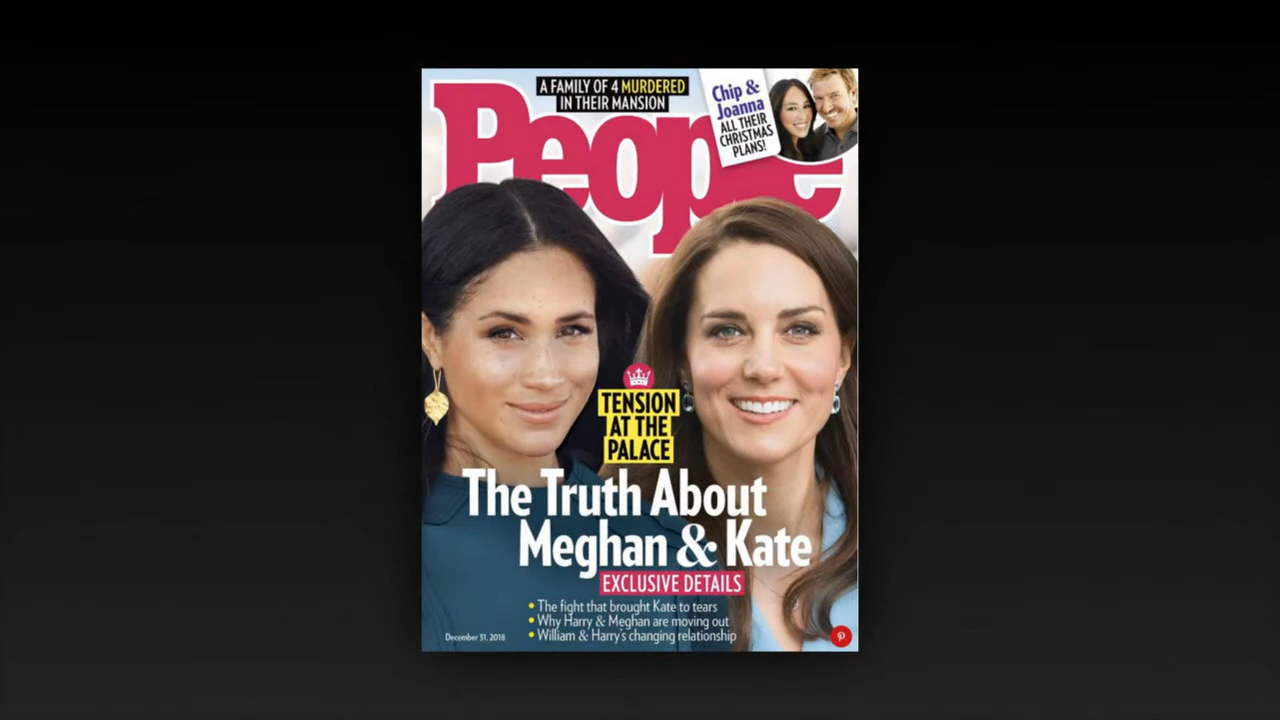 A FAMILY OF 4 MURDERED
IN THEIR MANSION
Chip &
Joanna
ALL THEIR
CHRISTMAS
PLANS!
People
TENSION
AT THE
PALACE
The Truth About
Meghan & Kate
EXCLUSIVE DETAILS
• The fight that brought Kate to tears
• Why Harry & Meghan are moving out
• William & Harry's changing relationship
December 31, 2018